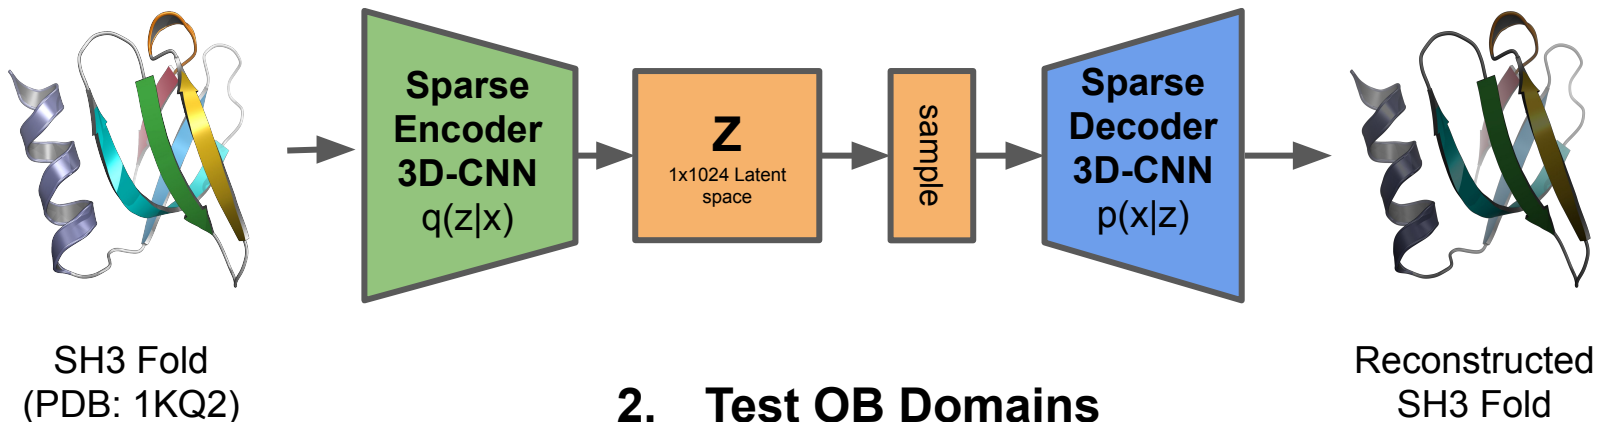 Sparse
Encoder
3D-CNN
q(z|x)
Z
1x1024 Latent
space
sample
Sparse
Decoder
3D-CNN
p(x|z)
SH3 Fold
(PDB: 1KQ2)
Reconstructed
SH3 Fold
2. Test OB Domains